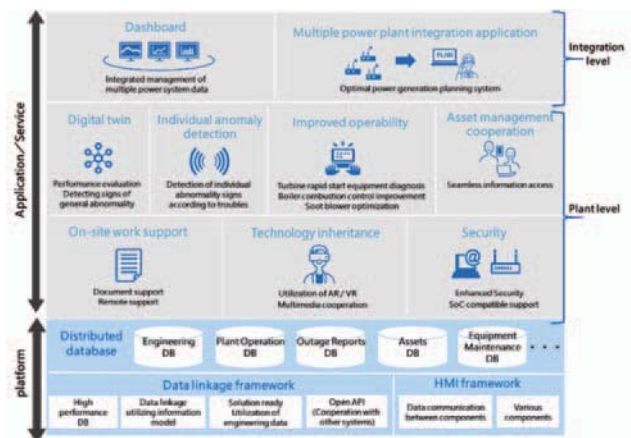 Dashboard
Integrated management of
multiple power system data
Multiple power plant integration application
Optimal power generation planning system
Integration
level
Application／Service
Digital twin
Performance evaluation
Detecting signs of
general abnormality
Individual anomaly
detection
Detection of individual
abnormality signs
according to troubles
Improved operability
Turbine rapid start equipment diagnosis
Boiler combustion control improvement
Soot blower optimization
Asset management
cooperation
Seamless information access
Plant level
On-site work support
Document support
Remote support
Technology inheritance
Utilization of AR/ VR
Multimedia cooperation
Security
Enhanced Security
SoC compatible support
platform
Distributed
database
Engineering
DB
Plant Operation
DB
Outage Reports
DB
Assets
DB
Equipment
Maintenance
DB
• • •
Data linkage framework
High
performance
DB
Data linkage
utilizing information
model
Solution ready
Utilization of
engineering data
Open API
(Cooperation with
other systems)
HMI framework
Data communication
between components
Various
components